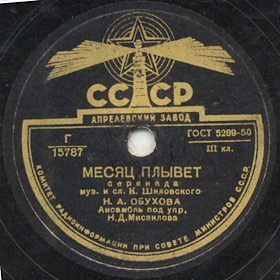 СССР
АПРЕЛЕВСКИЙ ЗАВОД
Г
15787
ГОСТ 5289-50
III кл.
МЕСЯЦ ПЛЫВЕТ
серенада
муз. и сл. К. Шиловского
Н. А. ОБУХОВА
Ансамбль под упр.
Н.Д.Мисаилова
КОМИТЕТ РАДИОИНФОРМАЦИИ ПРИ СОВЕТЕ МИНИСТРОВ СССР